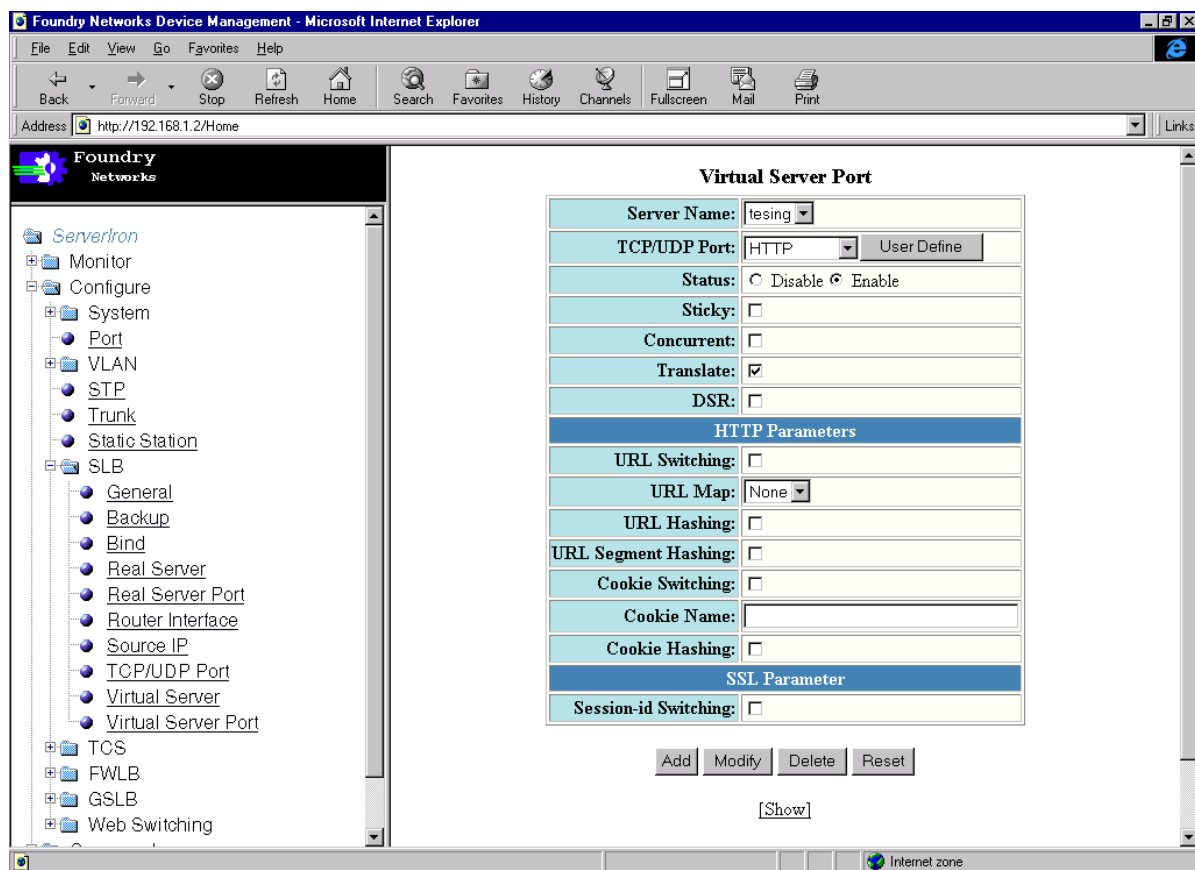 Foundry Networks Device Management - Microsoft Internet Explorer
File Edit View Go Favorites Help
Back Forward Stop Refresh Home Search Favorites History Channels Fullscreen Mail Print
Address http://192.168.1.2/Home Links
Foundry
Networks
ServerIron
Monitor
Configure
System
Port
VLAN
STP
Trunk
Static Station
SLB
General
Backup
Bind
Real Server
Real Server Port
Router Interface
Source IP
TCP/UDP Port
Virtual Server
Virtual Server Port
TCS
FWLB
GSLB
Web Switching
Virtual Server Port
Server Name: tesing
TCP/UDP Port: HTTP User Define
Status: Disable Enable
Sticky:
Concurrent:
Translate:
DSR:
HTTP Parameters
URL Switching:
URL Map: None
URL Hashing:
URL Segment Hashing:
Cookie Switching:
Cookie Name:
Cookie Hashing:
SSL Parameter
Session-id Switching:
Add Modify Delete Reset
[Show]
Internet zone